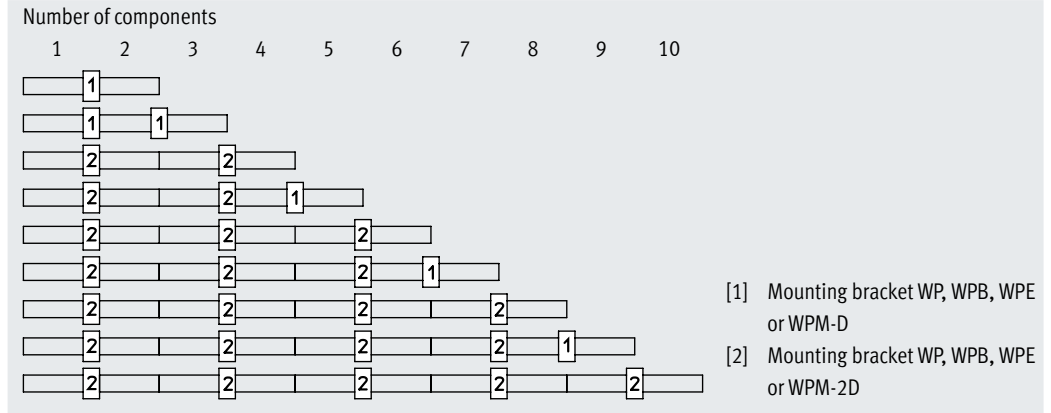 Number of components
1 2 3 4 5 6 7 8 9 10
1
1 1
2 2
2 2 1
2 2 2
2 2 2 1
2 2 2 2
2 2 2 2 1
2 2 2 2 2
[1] Mounting bracket WP, WPB, WPE
or WPM-D
[2] Mounting bracket WP, WPB, WPE
or WPM-2D